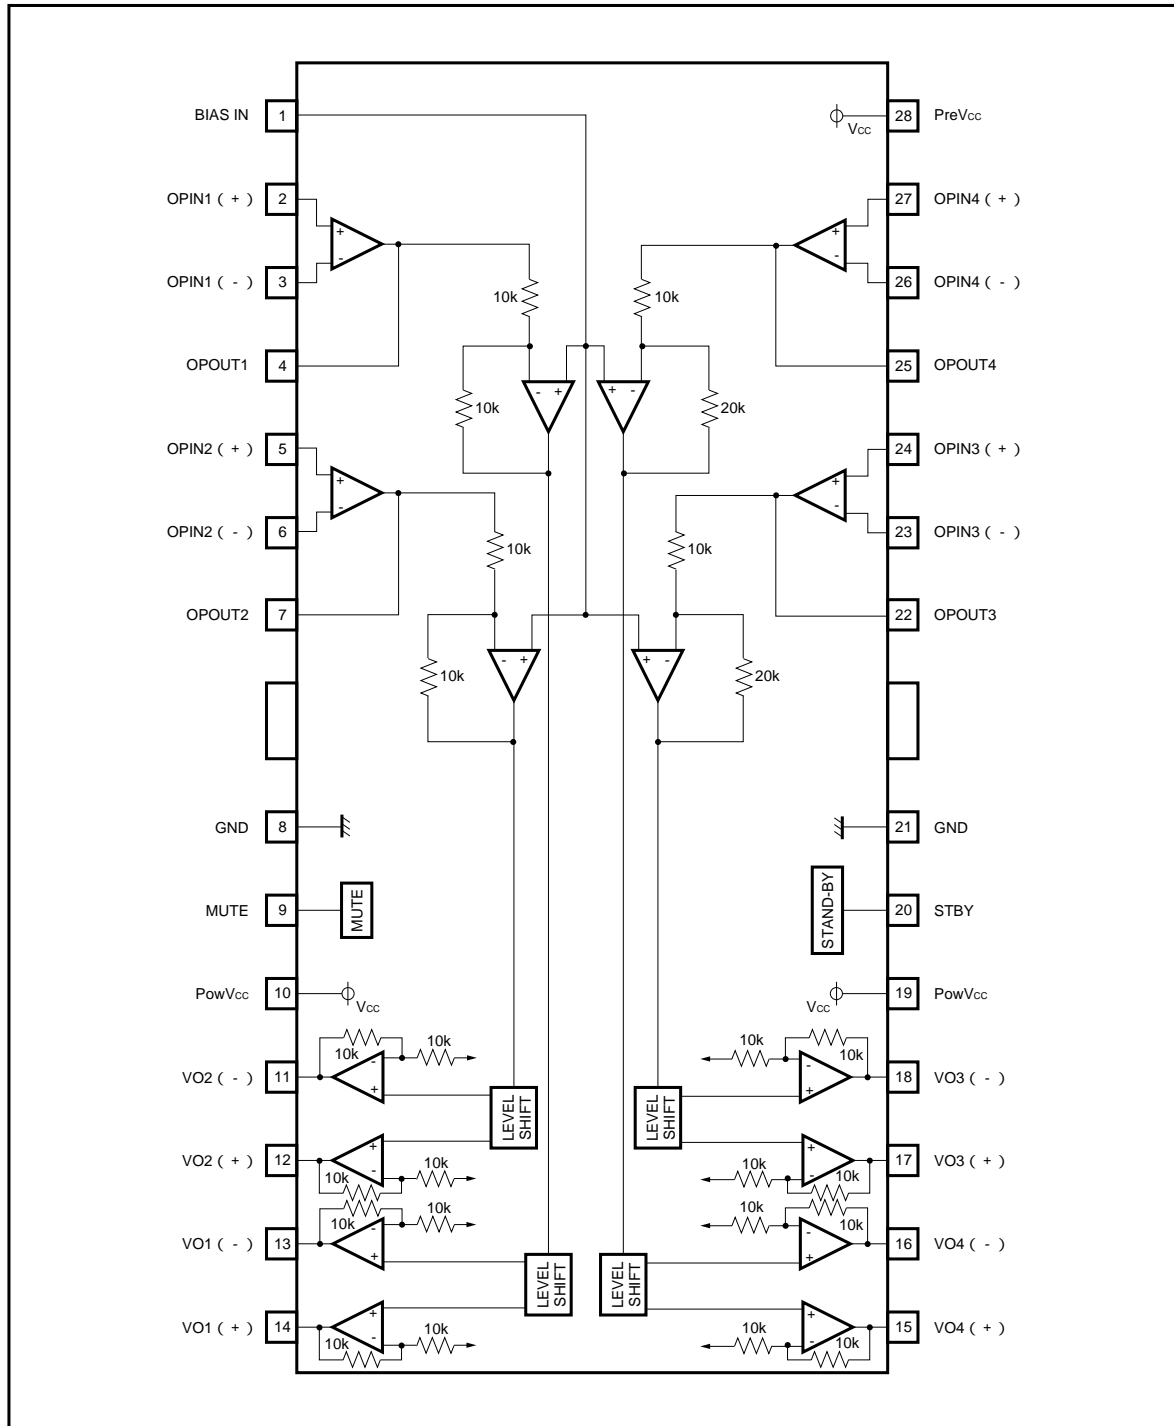 BIAS IN 1
28 PreVcc
Vcc
OPIN1 ( + ) 2
27 OPIN4 ( + )
+
-
+
-
OPIN1 ( - ) 3
26 OPIN4 ( - )
10k
10k
OPOUT1 4
25 OPOUT4
- +
+ -
10k
20k
OPIN2 ( + ) 5
24 OPIN3 ( + )
+
-
+
-
OPIN2 ( - ) 6
23 OPIN3 ( - )
10k
10k
OPOUT2 7
22 OPOUT3
- +
+ -
10k
20k
GND 8
21 GND
MUTE 9
MUTE
STAND-BY
20 STBY
PowVcc 10
Vcc
Vcc
19 PowVcc
10k
10k
10k
10k
VO2 ( - ) 11
-
+
-
+
18 VO3 ( - )
LEVEL
SHIFT
LEVEL
SHIFT
VO2 ( + ) 12
+
-
+
-
17 VO3 ( + )
10k
10k
10k
10k
10k
10k
10k
10k
VO1 ( - ) 13
-
+
-
+
16 VO4 ( - )
LEVEL
SHIFT
LEVEL
SHIFT
VO1 ( + ) 14
+
-
+
-
15 VO4 ( + )
10k
10k
10k
10k